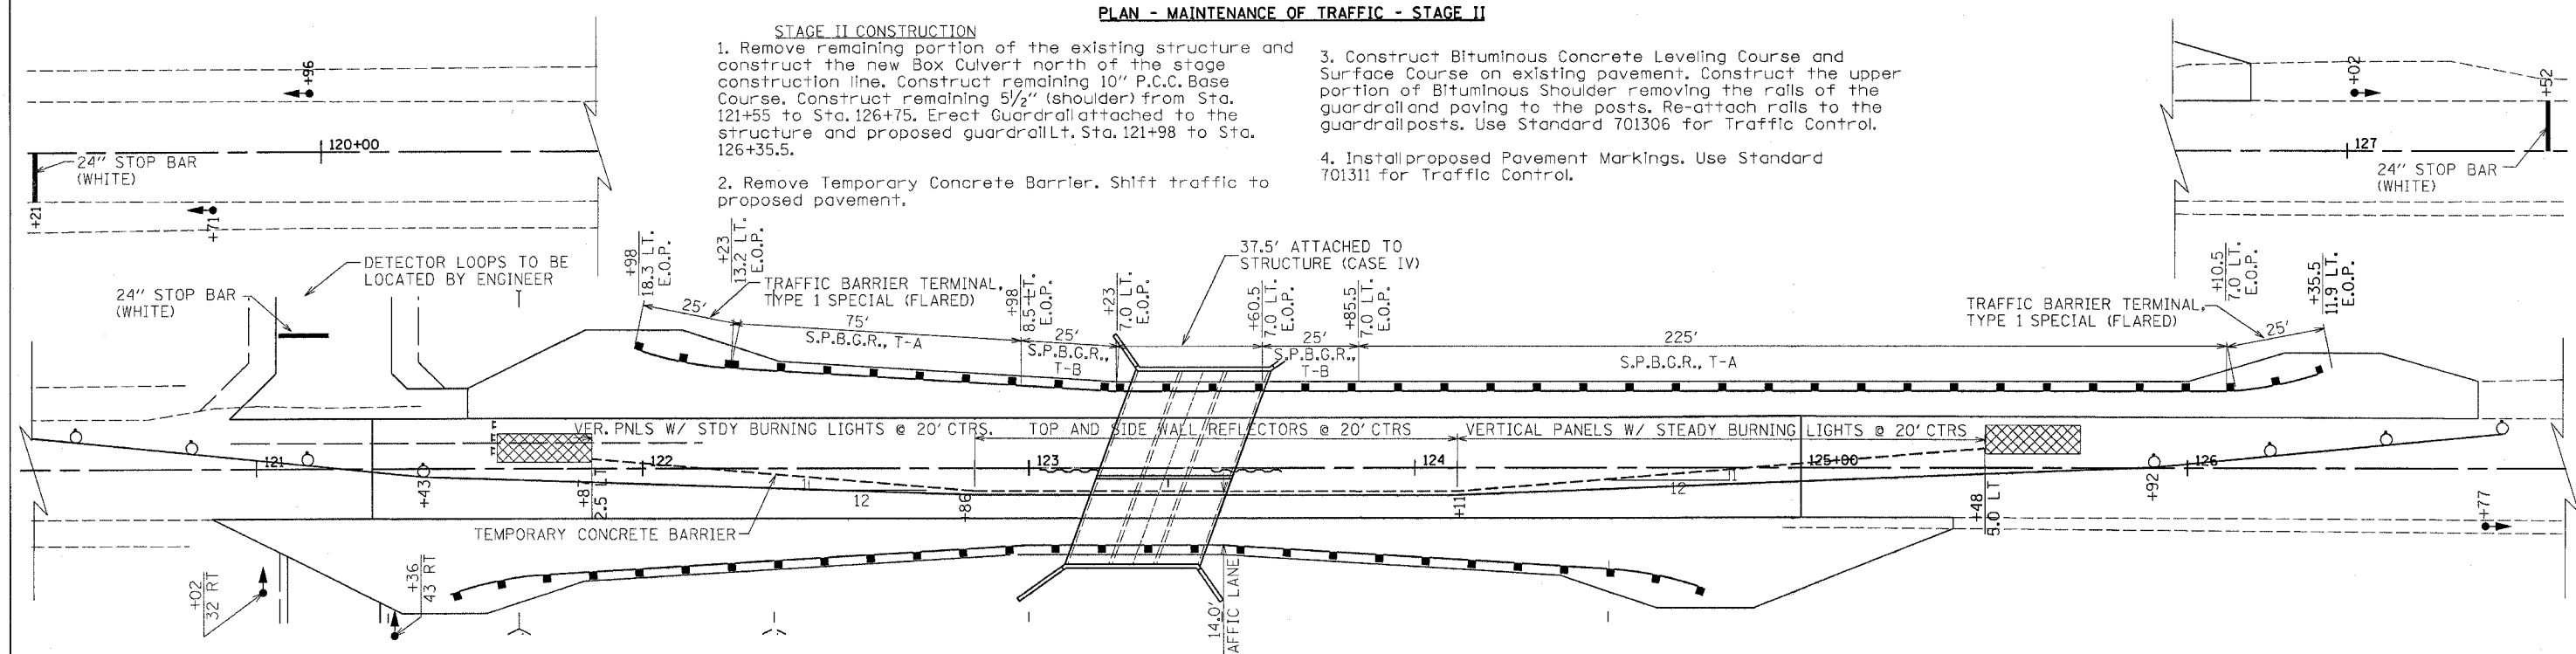 PLAN - MAINTENANCE OF TRAFFIC - STAGE II
STAGE II CONSTRUCTION
1. Remove remaining portion of the existing structure and
construct the new Box Culvert north of the stage
construction line. Construct remaining 10" P.C.C. Base
Course. Construct remaining 5 1/2" (shoulder) from Sta.
121+55 to Sta. 126+75. Erect Guardrail attached to the
structure and proposed guardrail Lt. Sta. 121+98 to Sta.
126+35.5.
2. Remove Temporary Concrete Barrier. Shift traffic to
proposed pavement.
3. Construct Bituminous Concrete Leveling Course and
Surface Course on existing pavement. Construct the upper
portion of Bituminous Shoulder removing the rails of the
guardrail and paving to the posts. Re-attach rails to the
guardrail posts. Use Standard 701306 for Traffic Control.
4. Install proposed Pavement Markings. Use Standard
701311 for Traffic Control.
+96
120+00
24" STOP BAR
(WHITE)
+21
+71
+02
+52
127
24" STOP BAR
(WHITE)
DETECTOR LOOPS TO BE
LOCATED BY ENGINEER
24" STOP BAR
(WHITE)
+98
18.3 LT.
E.O.P.
+23
13.2 LT.
E.O.P.
TRAFFIC BARRIER TERMINAL,
TYPE 1 SPECIAL (FLARED)
25'
75'
S.P.B.G.R., T-A
+98
8.5 LT.
E.O.P.
25'
S.P.B.G.R.,
T-B
+23
7.0 LT.
E.O.P.
37.5' ATTACHED TO
STRUCTURE (CASE IV)
+60.5
7.0 LT.
E.O.P.
25'
S.P.B.G.R.,
T-B
+85.5
7.0 LT.
E.O.P.
225'
S.P.B.G.R., T-A
TRAFFIC BARRIER TERMINAL,
TYPE 1 SPECIAL (FLARED)
+10.5
7.0 LT.
E.O.P.
25'
+35.5
11.9 LT.
E.O.P.
VER. PNLS W/ STDY BURNING LIGHTS @ 20' CTRS.
TOP AND SIDE WALL REFLECTORS @ 20' CTRS
VERTICAL PANELS W/ STEADY BURNING LIGHTS @ 20' CTRS
121
122
123
124
125+00
126
+43
+87
2.5 LT
1
12
+86
+11
12
1
+48
5.0 LT
+92
+77
TEMPORARY CONCRETE BARRIER
+02
32 RT
+36
43 RT
14.0'